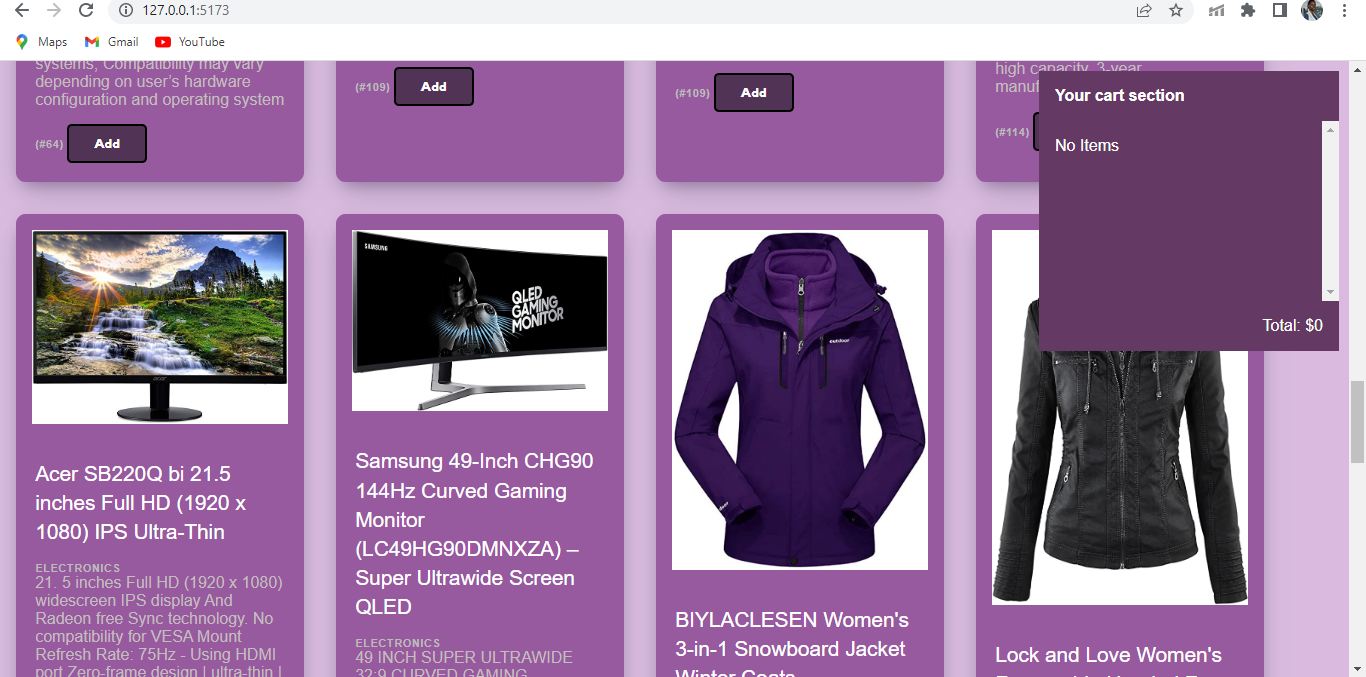 127.0.0.1:5173
Maps
Gmail
YouTube
systems; Compatibility may vary
depending on user's hardware
configuration and operating system
(#64)
Add
(#109)
Add
(#109)
Add
high capacity, 3-year
manuf
(#114)
Your cart section
No Items
Total: $0
Acer SB220Q bi 21.5
inches Full HD (1920 x
1080) IPS Ultra-Thin
ELECTRONICS
21. 5 inches Full HD (1920 x 1080)
widescreen IPS display And
Radeon free Sync technology. No
compatibility for VESA Mount
Refresh Rate: 75Hz - Using HDMI
port Zero-frame design | ultra-thin |
SAMSUNG
QLED
GAMING
MONITOR
Samsung 49-Inch CHG90
144Hz Curved Gaming
Monitor
(LC49HG90DMNXZA) –
Super Ultrawide Screen
QLED
ELECTRONICS
49 INCH SUPER ULTRAWIDE
32:9 CURVED GAMING
outdoor
BIYLACLESEN Women's
3-in-1 Snowboard Jacket
Winter Coats
Lock and Love Women's